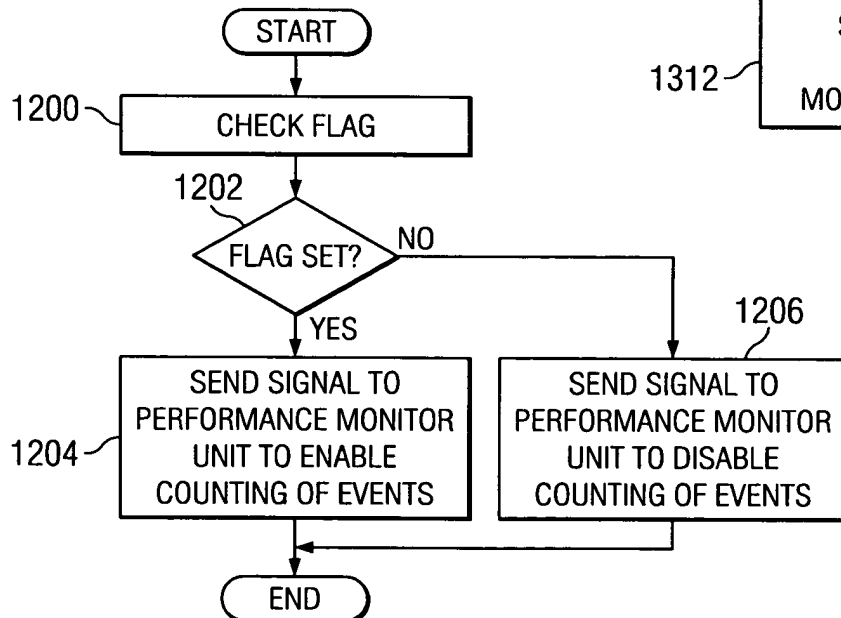 START
1200
CHECK FLAG
1202
FLAG SET?
NO
YES
1204
SEND SIGNAL TO
PERFORMANCE MONITOR
UNIT TO ENABLE
COUNTING OF EVENTS
1206
SEND SIGNAL TO
PERFORMANCE MONITOR
UNIT TO DISABLE
COUNTING OF EVENTS
END
1312